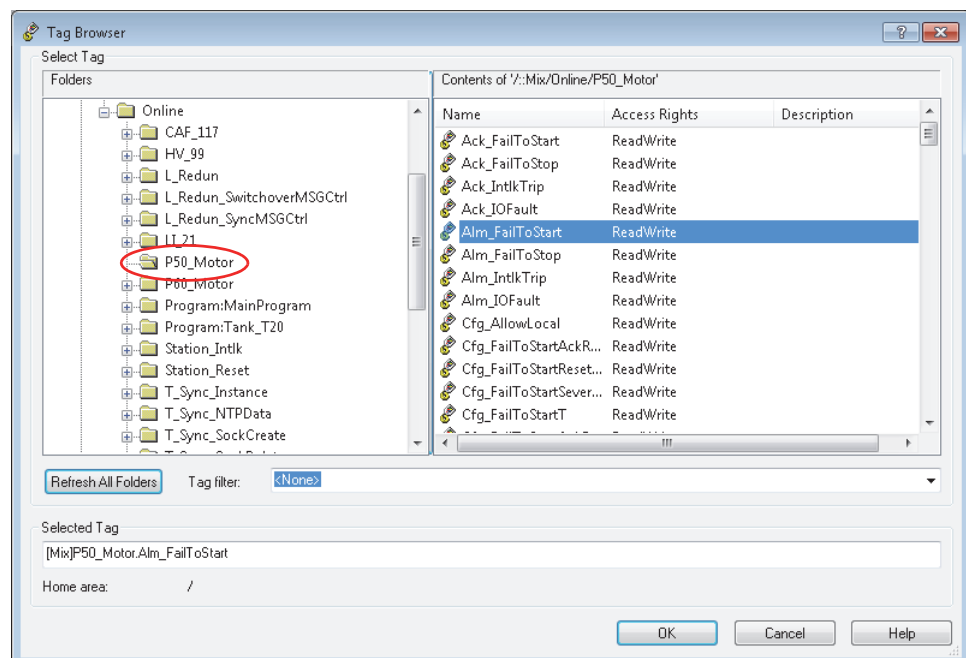 Tag Browser
Select Tag
Folders
Contents of '/::Mix/Online/P50_Motor'
Online
CAF_117
HV_99
L_Redun
L_Redun_SwitchoverMSGCtrl
L_Redun_SyncMSGCtrl
LI_21
P50_Motor
P60_Motor
Program:MainProgram
Program:Tank_T20
Station_Intlk
Station_Reset
T_Sync_Instance
T_Sync_NTPData
T_Sync_SockCreate
Name Access Rights Description
Ack_FailToStart ReadWrite
Ack_FailToStop ReadWrite
Ack_IntlkTrip ReadWrite
Ack_IOFault ReadWrite
Alm_FailToStart ReadWrite
Alm_FailToStop ReadWrite
Alm_IntlkTrip ReadWrite
Alm_IOFault ReadWrite
Cfg_AllowLocal ReadWrite
Cfg_FailToStartAckR... ReadWrite
Cfg_FailToStartReset... ReadWrite
Cfg_FailToStartSever... ReadWrite
Cfg_FailToStartT ReadWrite
Refresh All Folders Tag filter: <None>
Selected Tag
[Mix]P50_Motor.Alm_FailToStart
Home area: /
OK Cancel Help